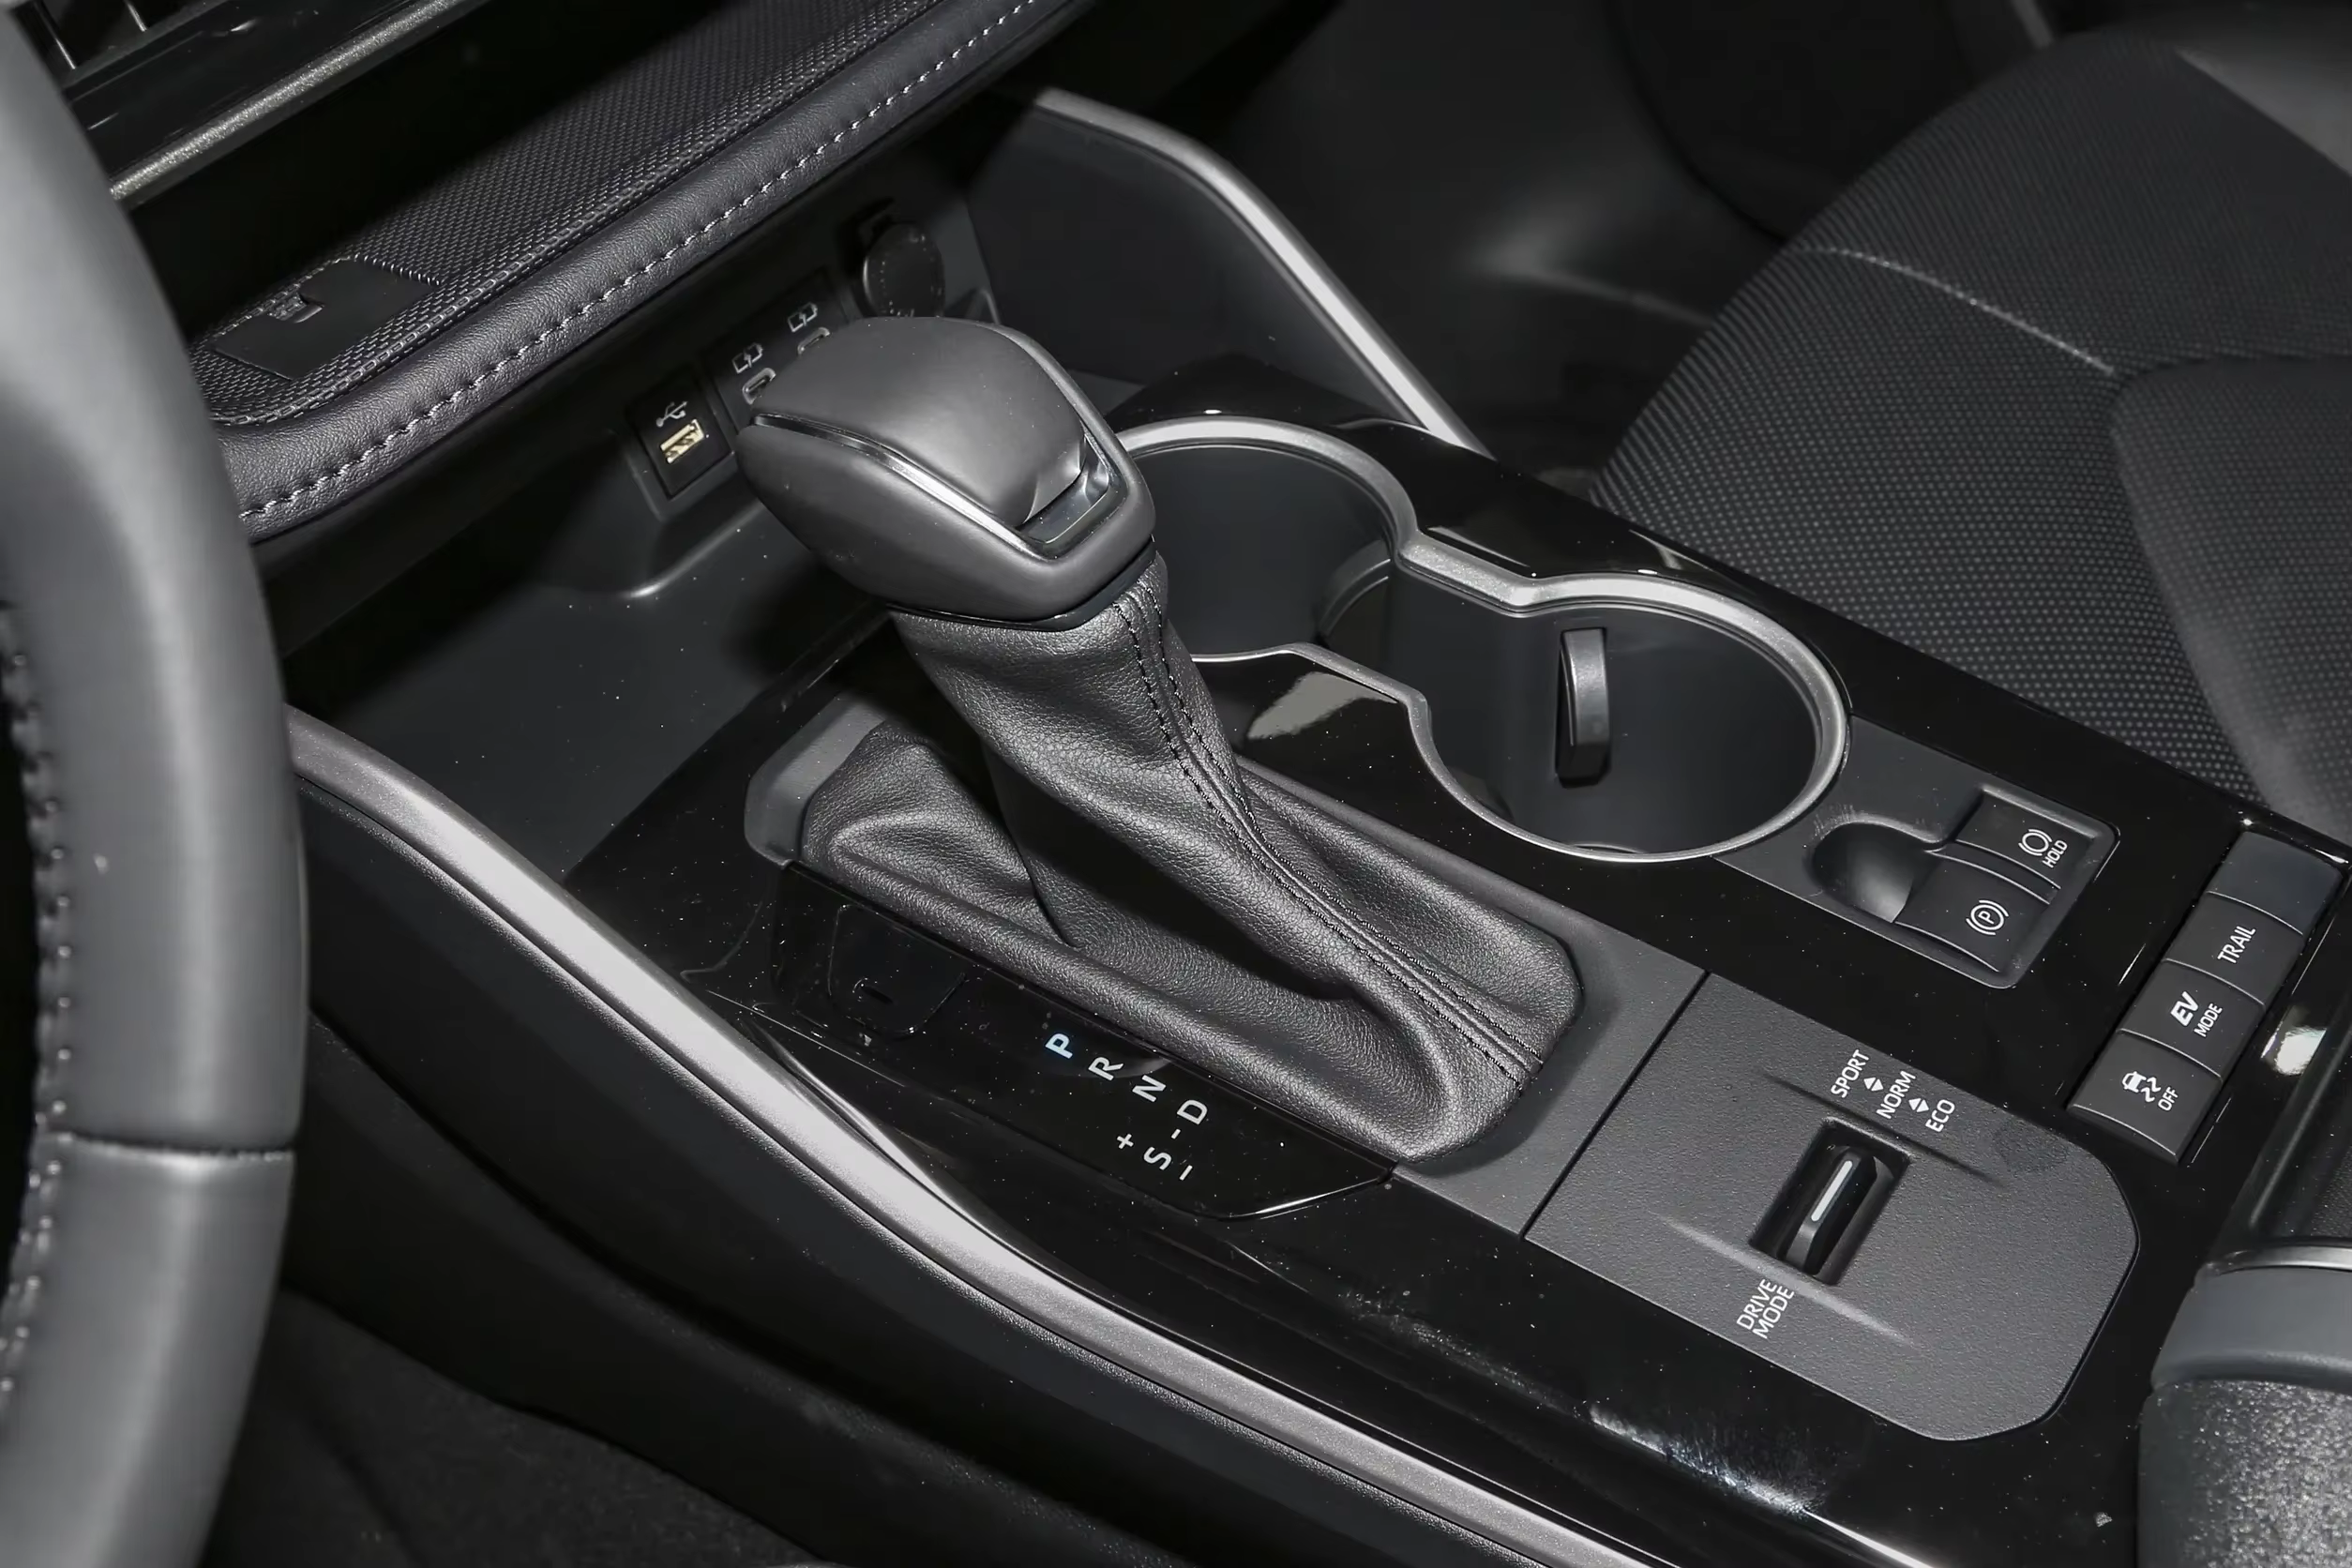 P
R
N
+
S - D
–
HOLD
P
TRAIL
EV
MODE
OFF
SPORT
NORM
ECO
DRIVE
MODE